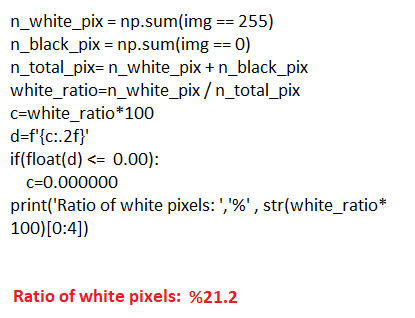 n_white_pix = np.sum(img == 255)
n_black_pix = np.sum(img == 0)
n_total_pix= n_white_pix + n_black_pix
white_ratio=n_white_pix / n_total_pix
c=white_ratio*100
d=f'{c:.2f}'
if(float(d) <=  0.00):
   c=0.000000
print('Ratio of white pixels: ','%' , str(white_ratio*
100)[0:4])
Ratio of white pixels:  %21.2